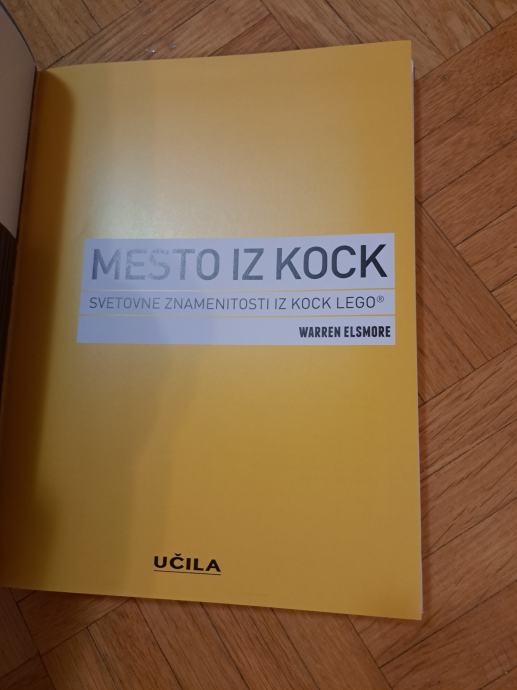 MESTO IZ KOCK
SVETOVNE ZNAMENITOSTI IZ KOCK LEGO®
WARREN ELSMORE
UČILA